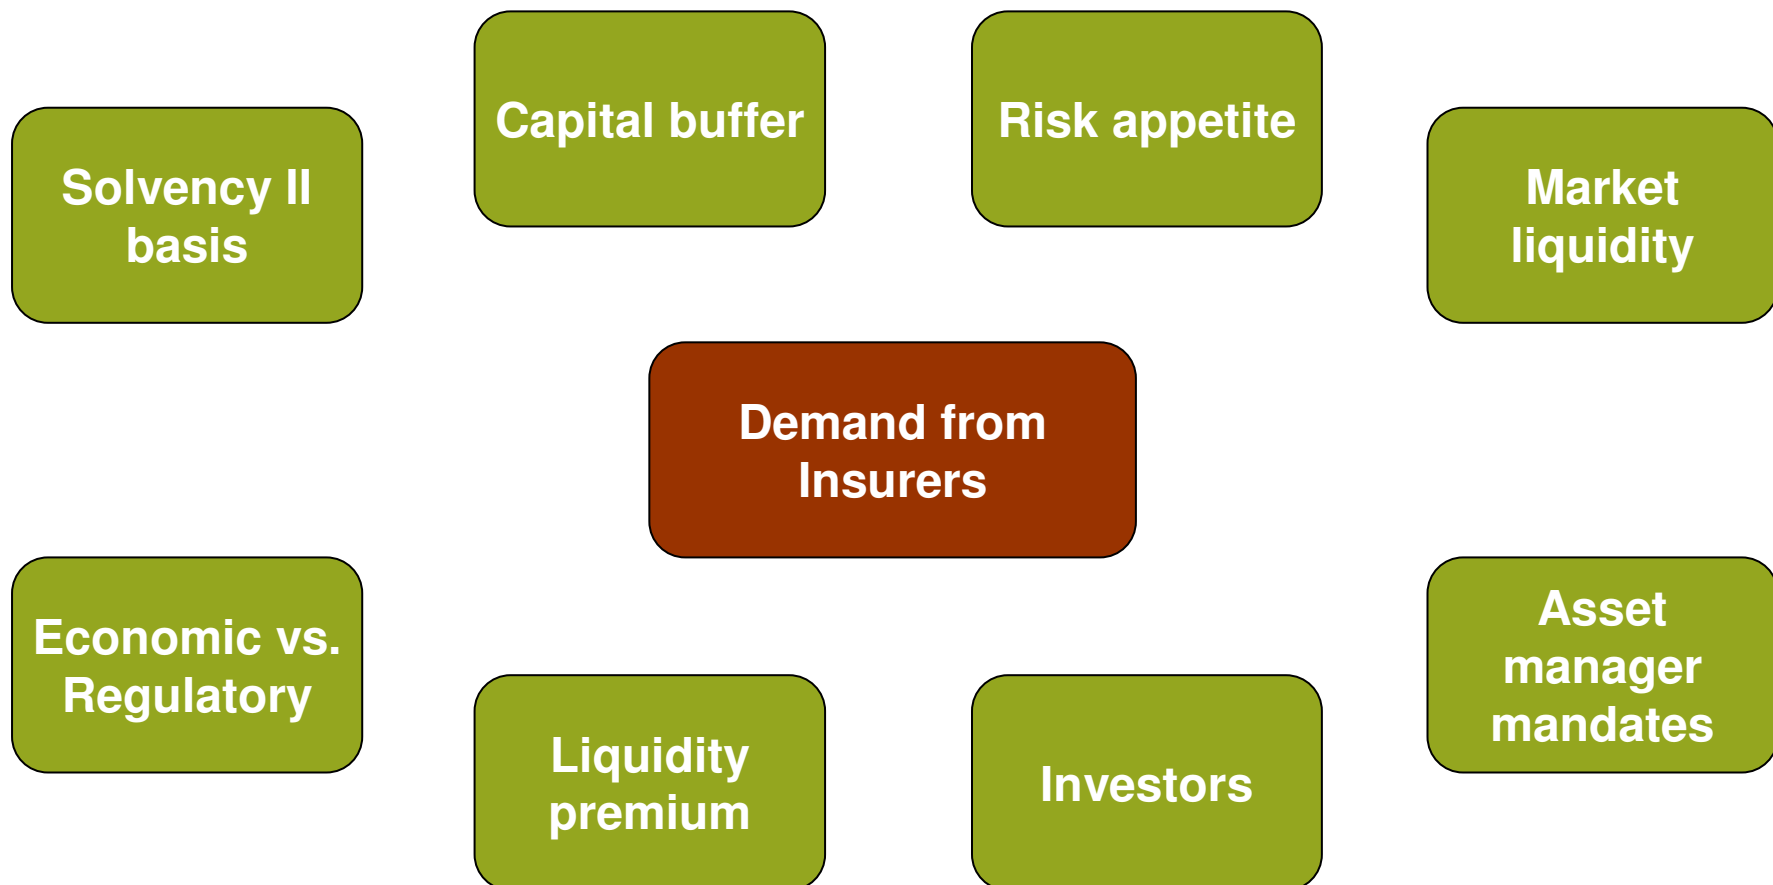 Capital buffer
Risk appetite
Solvency II
basis
Market
liquidity
Demand from
Insurers
Economic vs.
Regulatory
Asset
manager
mandates
Liquidity
premium
Investors